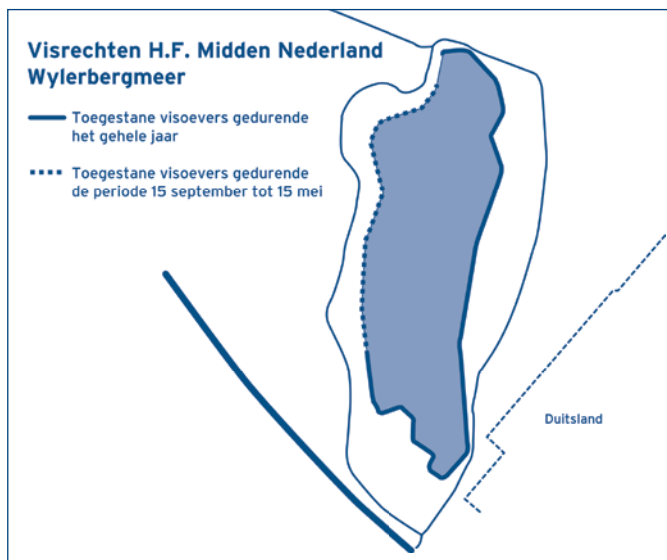 Visrechten H.F. Midden Nederland
Wylerbergmeer
Toegestane visoevers gedurende
het gehele jaar
Toegestane visoevers gedurende
de periode 15 september tot 15 mei
Duitsland